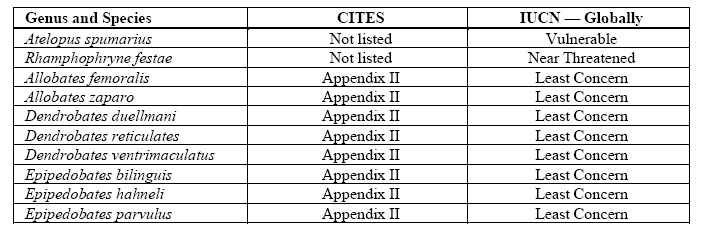 Genus and Species CITES IUCN — Globally
Atelopus spumarius Not listed Vulnerable
Rhamphophryne festae Not listed Near Threatened
Allobates femoralis Appendix II Least Concern
Allobates zaparo Appendix II Least Concern
Dendrobates duellmani Appendix II Least Concern
Dendrobates reticulates Appendix II Least Concern
Dendrobates ventrimaculatus Appendix II Least Concern
Epipedobates bilinguis Appendix II Least Concern
Epipedobates hahneli Appendix II Least Concern
Epipedobates parvulus Appendix II Least Concern